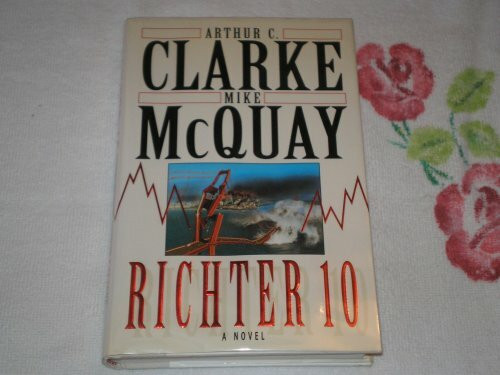 ARTHUR C.
CLARKE
MIKE
McQUAY
RICHTER 10
A NOVEL